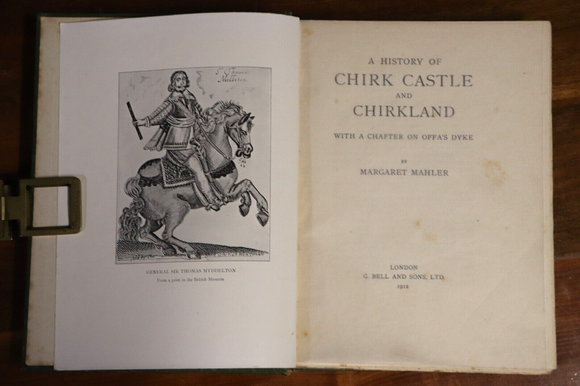 GENERAL SIR THOMAS MYDDELTON
From a print in the British Museum
A HISTORY OF
CHIRK CASTLE
AND
CHIRKLAND
WITH A CHAPTER ON OFFA'S DYKE
BY
MARGARET MAHLER
LONDON
G. BELL AND SONS, LTD.
1912